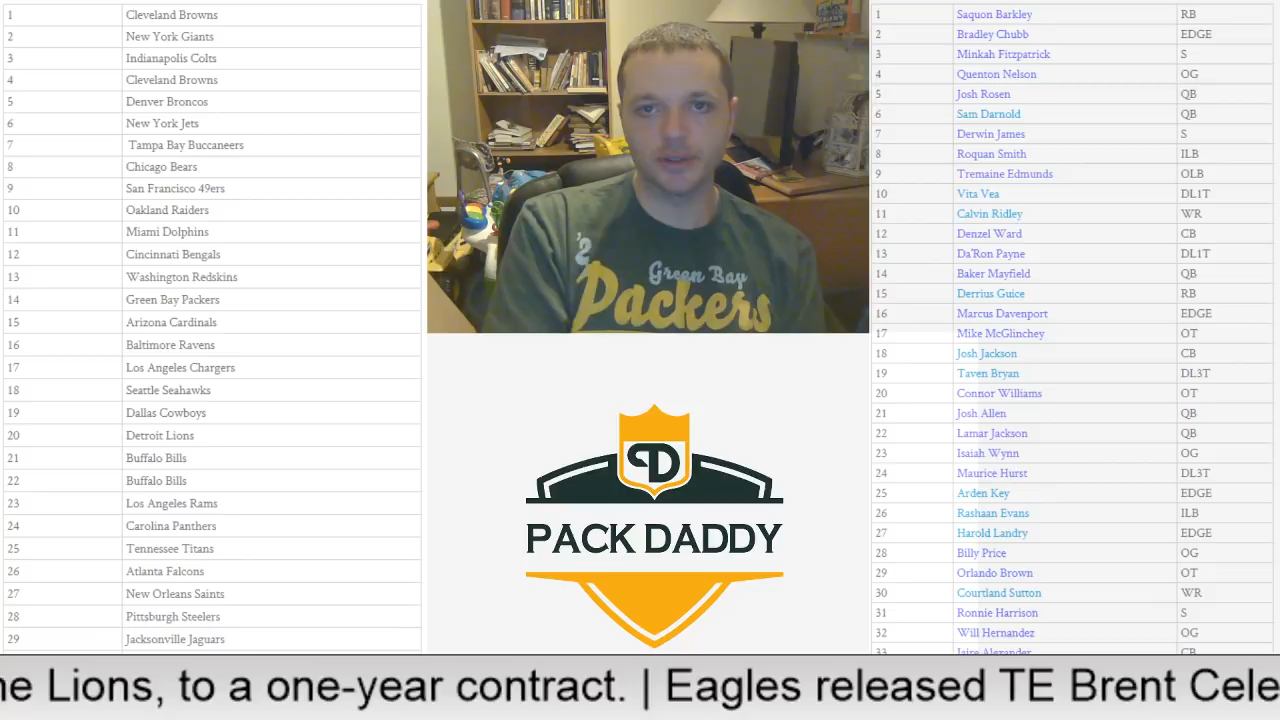 1 Cleveland Browns
2 New York Giants
3 Indianapolis Colts
4 Cleveland Browns
5 Denver Broncos
6 New York Jets
7 Tampa Bay Buccaneers
8 Chicago Bears
9 San Francisco 49ers
10 Oakland Raiders
11 Miami Dolphins
12 Cincinnati Bengals
13 Washington Redskins
14 Green Bay Packers
15 Arizona Cardinals
16 Baltimore Ravens
17 Los Angeles Chargers
18 Seattle Seahawks
19 Dallas Cowboys
20 Detroit Lions
21 Buffalo Bills
22 Buffalo Bills
23 Los Angeles Rams
24 Carolina Panthers
25 Tennessee Titans
26 Atlanta Falcons
27 New Orleans Saints
28 Pittsburgh Steelers
29 Jacksonville Jaguars
Green Bay
Packers
PD
PACK DADDY
1 Saquon Barkley RB
2 Bradley Chubb EDGE
3 Minkah Fitzpatrick S
4 Quenton Nelson OG
5 Josh Rosen QB
6 Sam Darnold QB
7 Derwin James S
8 Roquan Smith ILB
9 Tremaine Edmunds OLB
10 Vita Vea DL1T
11 Calvin Ridley WR
12 Denzel Ward CB
13 Da'Ron Payne DL1T
14 Baker Mayfield QB
15 Derrius Guice RB
16 Marcus Davenport EDGE
17 Mike McGlinchey OT
18 Josh Jackson CB
19 Taven Bryan DL3T
20 Connor Williams OT
21 Josh Allen QB
22 Lamar Jackson QB
23 Isaiah Wynn OG
24 Maurice Hurst DL3T
25 Arden Key EDGE
26 Rashaan Evans ILB
27 Harold Landry EDGE
28 Billy Price OG
29 Orlando Brown OT
30 Courtland Sutton WR
31 Ronnie Harrison S
32 Will Hernandez OG
33 Jaire Alexander CB
ne Lions, to a one-year contract. | Eagles released TE Brent Cele